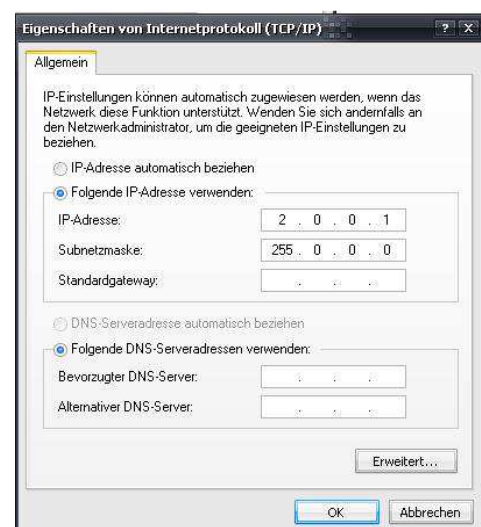 Eigenschaften von Internetprotokoll (TCP/IP) ? X
Allgemein
IP-Einstellungen können automatisch zugewiesen werden, wenn das
Netzwerk diese Funktion unterstützt. Wenden Sie sich andernfalls an
den Netzwerkadministrator, um die geeigneten IP-Einstellungen zu
beziehen.
IP-Adresse automatisch beziehen
Folgende IP-Adresse verwenden:
IP-Adresse: 2 . 0 . 0 . 1
Subnetzmaske: 255 . 0 . 0 . 0
Standardgateway: . . .
DNS-Serveradresse automatisch beziehen
Folgende DNS-Serveradressen verwenden:
Bevorzugter DNS-Server: . . .
Alternativer DNS-Server: . . .
Erweitert...
OK Abbrechen